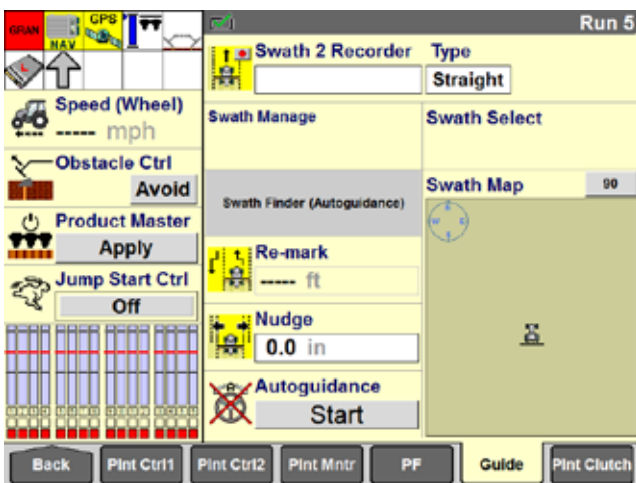 GRAN
NAV
GPS
Run 5
Swath 2 Recorder
Type
Straight
Speed (Wheel)
----- mph
Swath Manage
Swath Select
Obstacle Ctrl
Avoid
Swath Finder (Autoguidance)
Swath Map
90
Product Master
Apply
Re-mark
----- ft
Jump Start Ctrl
Off
Nudge
0.0 in
Autoguidance
Start
Back
Plnt Ctrl1
Plnt Ctrl2
Plnt Mntr
PF
Guide
Plnt Clutch